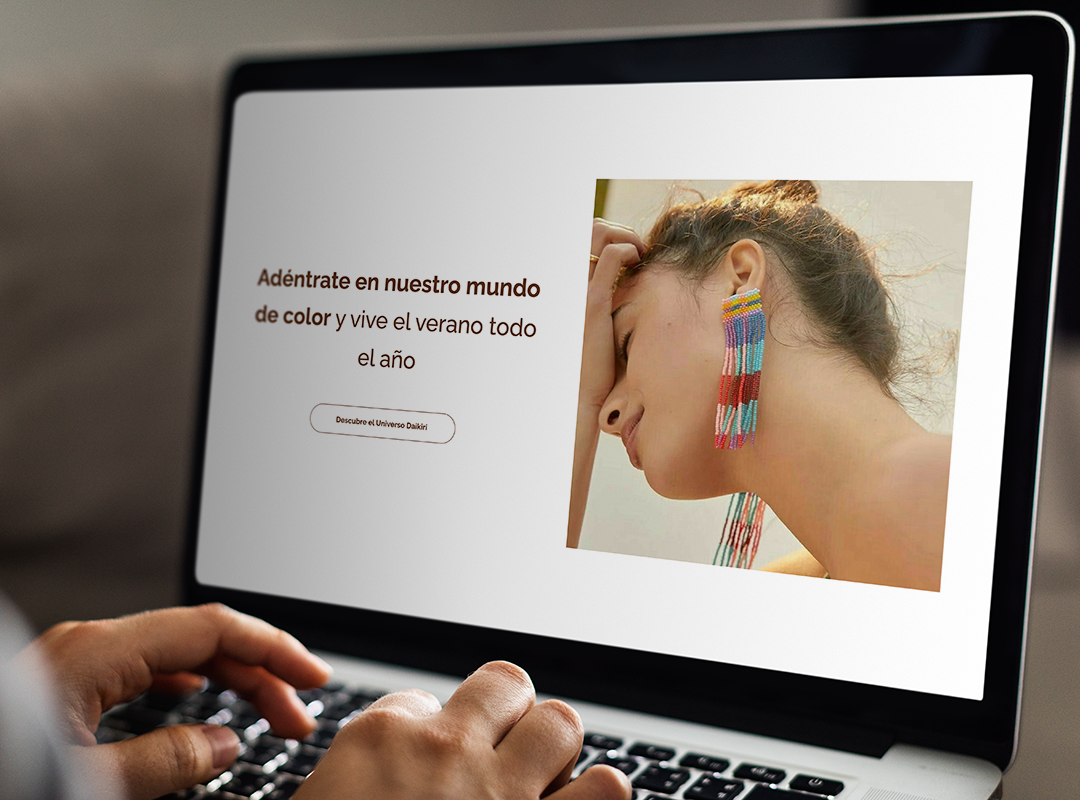 Adéntrate en nuestro mundo
de color y vive el verano todo
el año
Descubre el Universo Daikiri